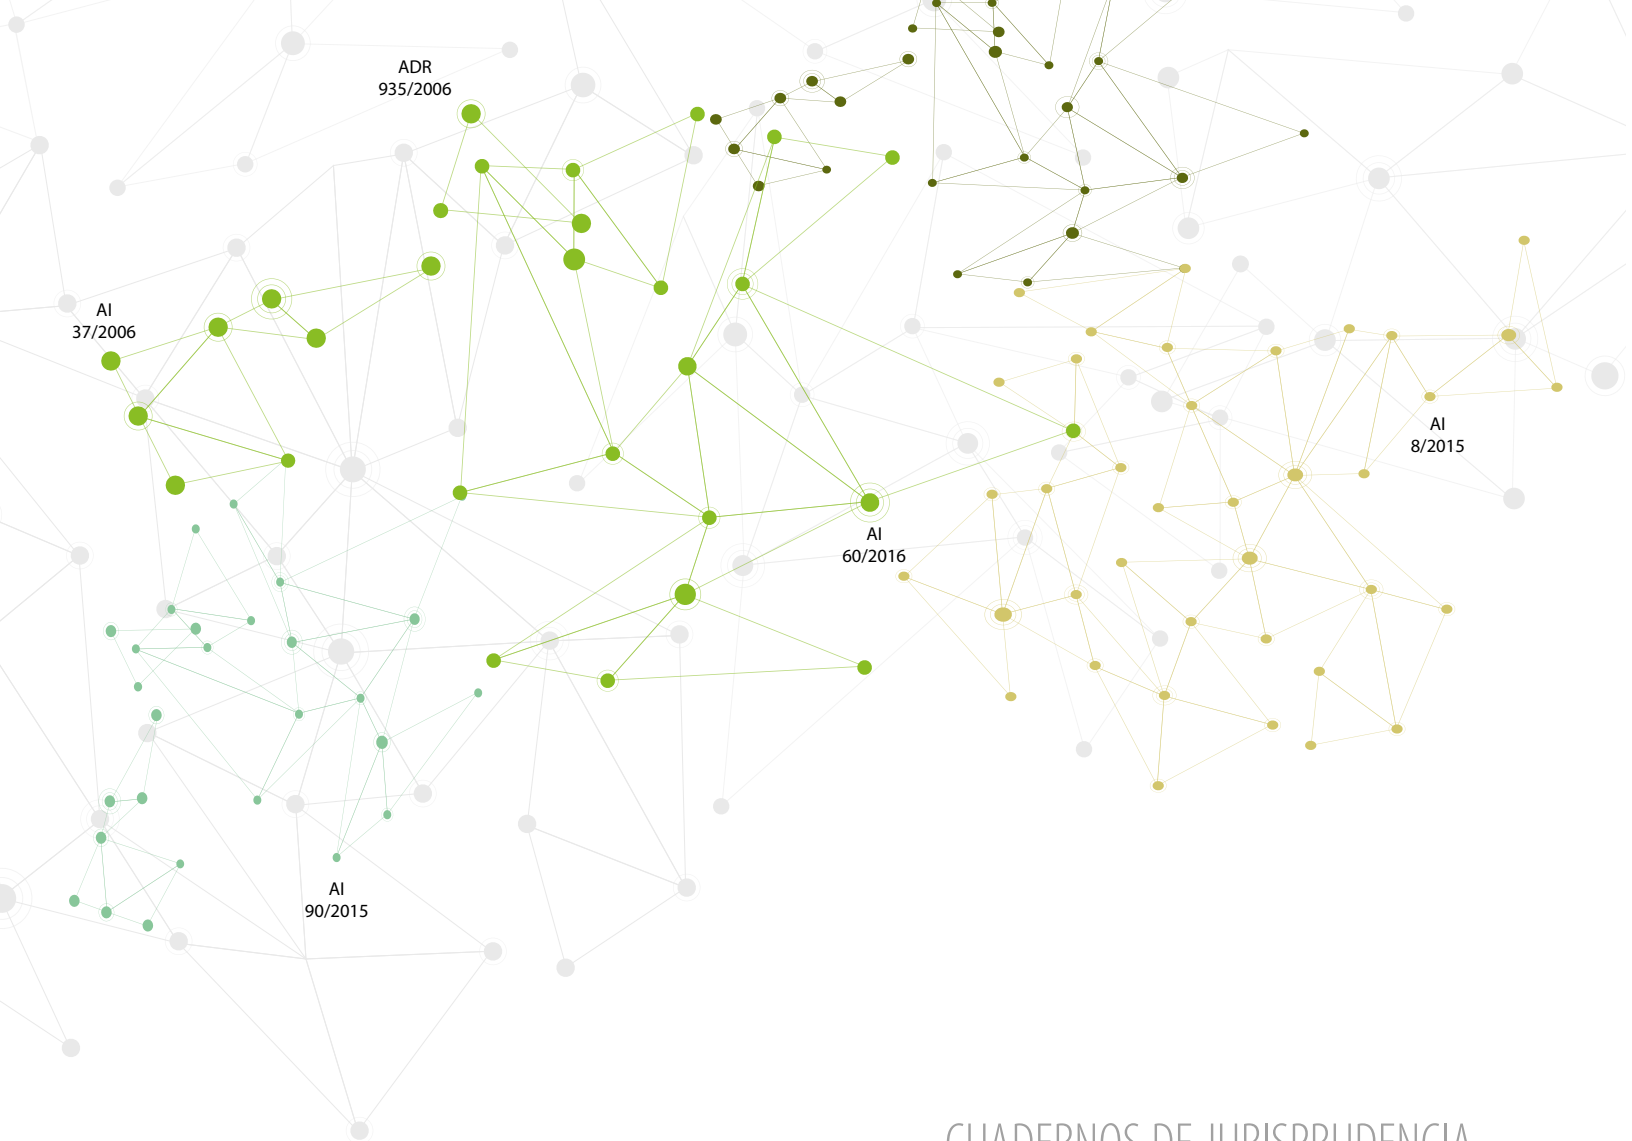 ADR
935/2006
AI
37/2006
AI
8/2015
AI
60/2016
AI
90/2015
CUADERNOS DE JURISPRUDENCIA